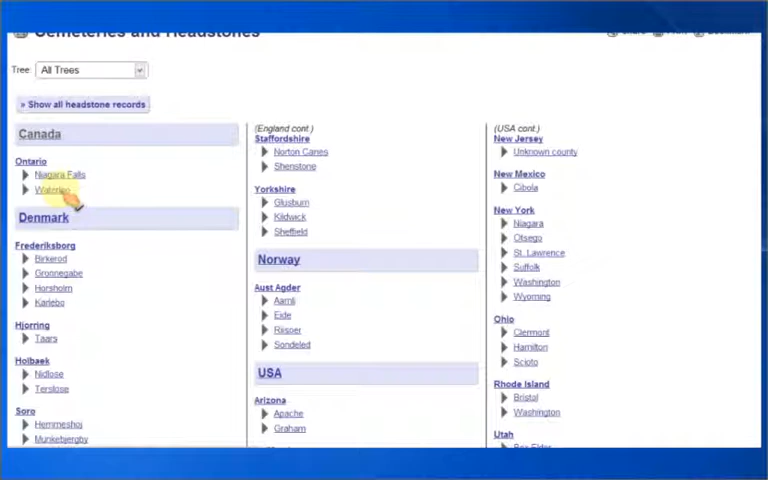 Cemeteries and Headstones
Tree: All Trees
» Show all headstone records
Canada
Ontario
Niagara Falls
Waterloo
Denmark
Frederiksborg
Birkerod
Gronnegabe
Horsholm
Karlebo
Hjorring
Taars
Holbaek
Nidlose
Terslose
Soro
Hemmeshoj
Munkebjergby
(England cont.)
Staffordshire
Norton Canes
Shenstone
Yorkshire
Glusburn
Kildwick
Sheffield
Norway
Aust Agder
Aamli
Eide
Risoer
Sondeled
USA
Arizona
Apache
Graham
(USA cont.)
New Jersey
Unknown county
New Mexico
Cibola
New York
Niagara
Otsego
St. Lawrence
Suffolk
Washington
Wyoming
Ohio
Clermont
Hamilton
Scioto
Rhode Island
Bristol
Washington
Utah
Box Elder